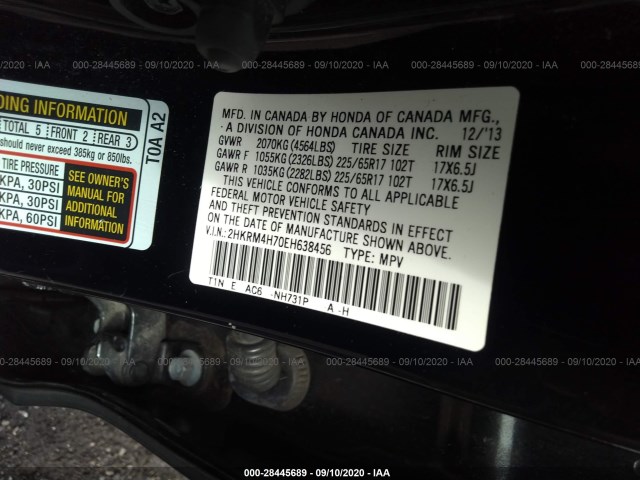 000-28445689 - 09/10/2020 - IAA
DING INFORMATION
TOTAL 5 FRONT 2 REAR 3
should never exceed 385kg or 850lbs.
TIRE PRESSURE
KPA, 30PSI
KPA, 30PSI
KPA, 60PSI
SEE OWNER'S
MANUAL FOR
ADDITIONAL
INFORMATION
T0A A2
MFD. IN CANADA BY HONDA OF CANADA MFG.,
A DIVISION OF HONDA CANADA INC. 12/'13
GVWR 2070KG (4564LBS) TIRE SIZE RIM SIZE
GAWR F 1055KG (2326LBS) 225/65R17 102T 17X6.5J
GAWR R 1035KG (2282LBS) 225/65R17 102T 17X6.5J
THIS VEHICLE CONFORMS TO ALL APPLICABLE
FEDERAL MOTOR VEHICLE SAFETY
AND THEFT PREVENTION STANDARDS IN EFFECT
ON THE DATE OF MANUFACTURE SHOWN ABOVE.
V.I.N.: 2HKRM4H70EH638456 TYPE: MPV
T1N E AC6 NH731P A -H
000-28445689 - 09/10/2020 - IAA